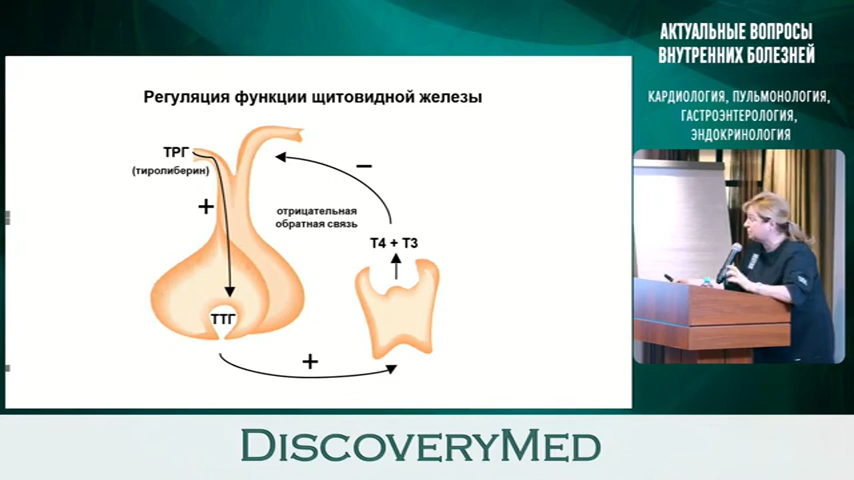 АКТУАЛЬНЫЕ ВОПРОСЫ
ВНУТРЕННИХ БОЛЕЗНЕЙ
КАРДИОЛОГИЯ, ПУЛЬМОНОЛОГИЯ,
ГАСТРОЭНТЕРОЛОГИЯ,
ЭНДОКРИНОЛОГИЯ
Регуляция функции щитовидной железы
ТРГ
(тиролиберин)
+
–
отрицательная
обратная связь
Т4 + Т3
ТТГ
+
DISCOVERYMED